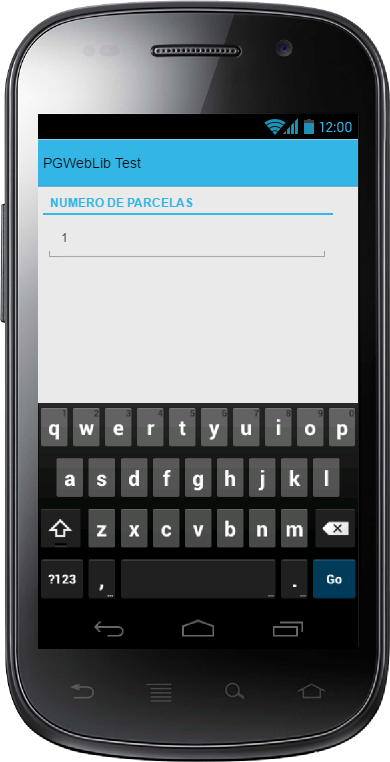 12:00
PGWebLib Test
NUMERO DE PARCELAS
1
1 2 3 4 5 6 7 8 9 0
q w e r t y u i o p
a s d f g h j k l
z x c v b n m
?123 , ... ... . ... Go